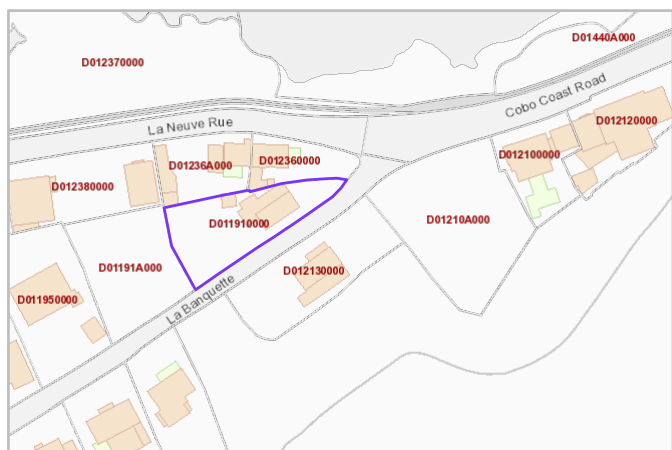 D01440A000
D012370000
Cobo Coast Road
D012120000
La Neuve Rue
D012100000
D01236A000
D012360000
D012380000
D011910000
D01210A000
D01191A000
D012130000
La Banquette
D011950000